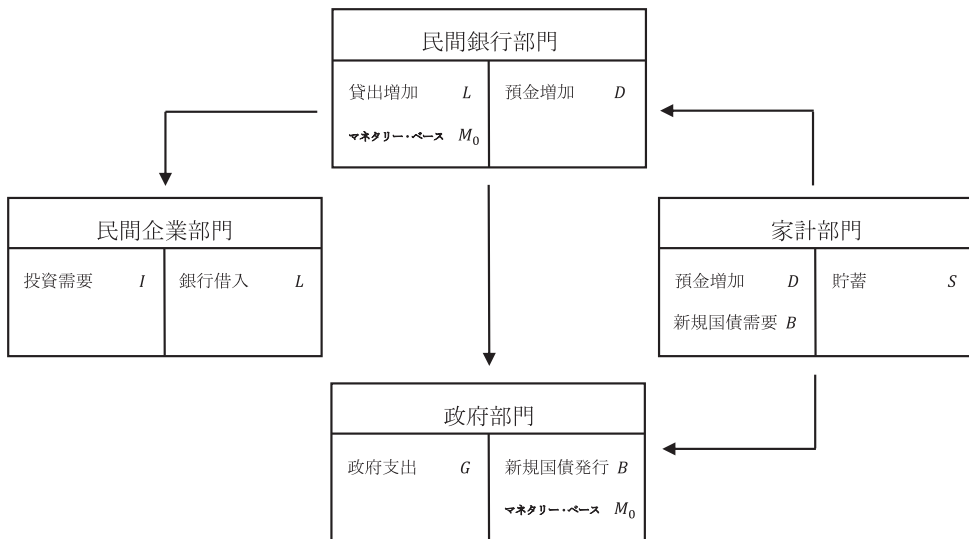 民間銀行部門
貸出増加 L 預金増加 D
マネタリー・ベース M₀
民間企業部門
投資需要 I 銀行借入 L
家計部門
預金増加 D 貯蓄 S
新規国債需要 B
政府部門
政府支出 G 新規国債発行 B
マネタリー・ベース M₀